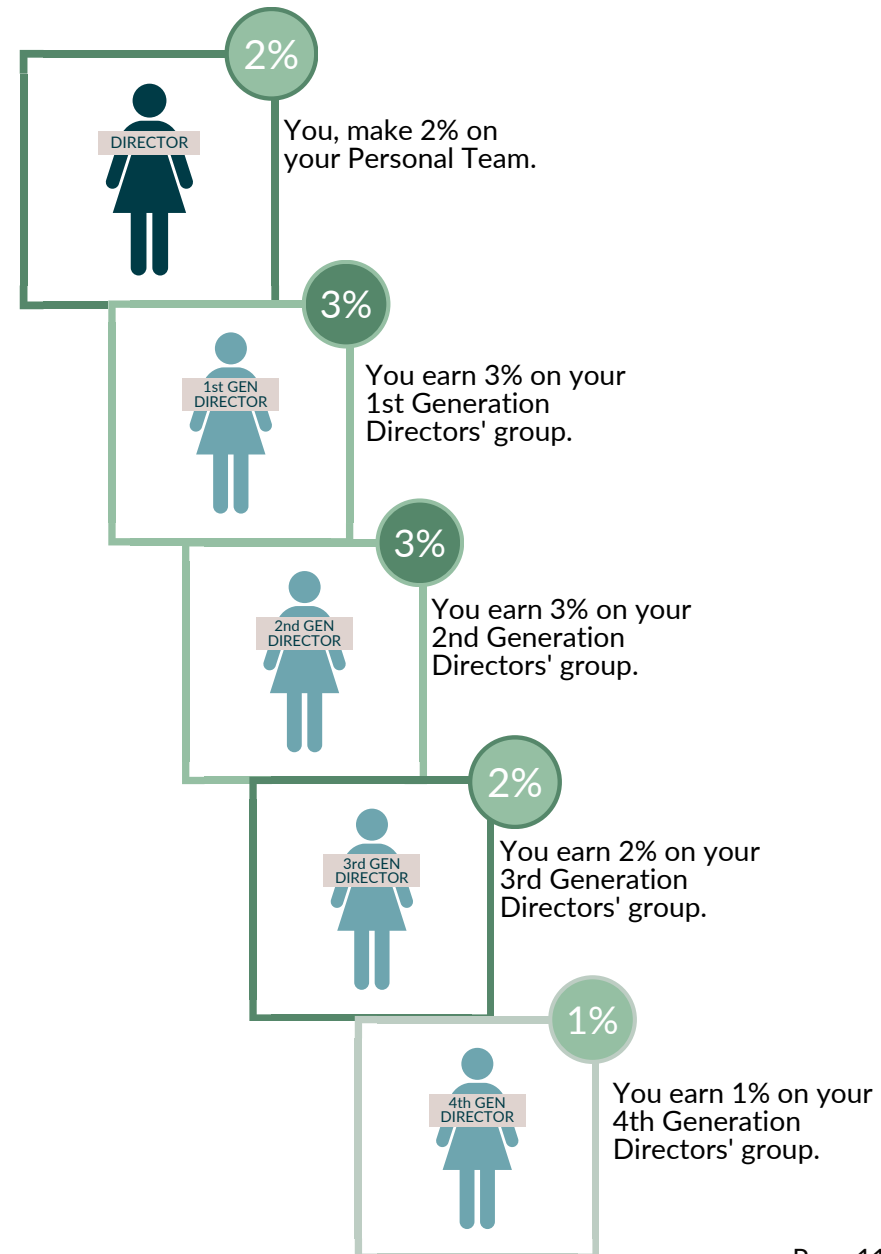 2%
DIRECTOR
You, make 2% on
your Personal Team.
3%
1st GEN
DIRECTOR
You earn 3% on your
1st Generation
Directors' group.
3%
2nd GEN
DIRECTOR
You earn 3% on your
2nd Generation
Directors' group.
2%
3rd GEN
DIRECTOR
You earn 2% on your
3rd Generation
Directors' group.
1%
4th GEN
DIRECTOR
You earn 1% on your
4th Generation
Directors' group.